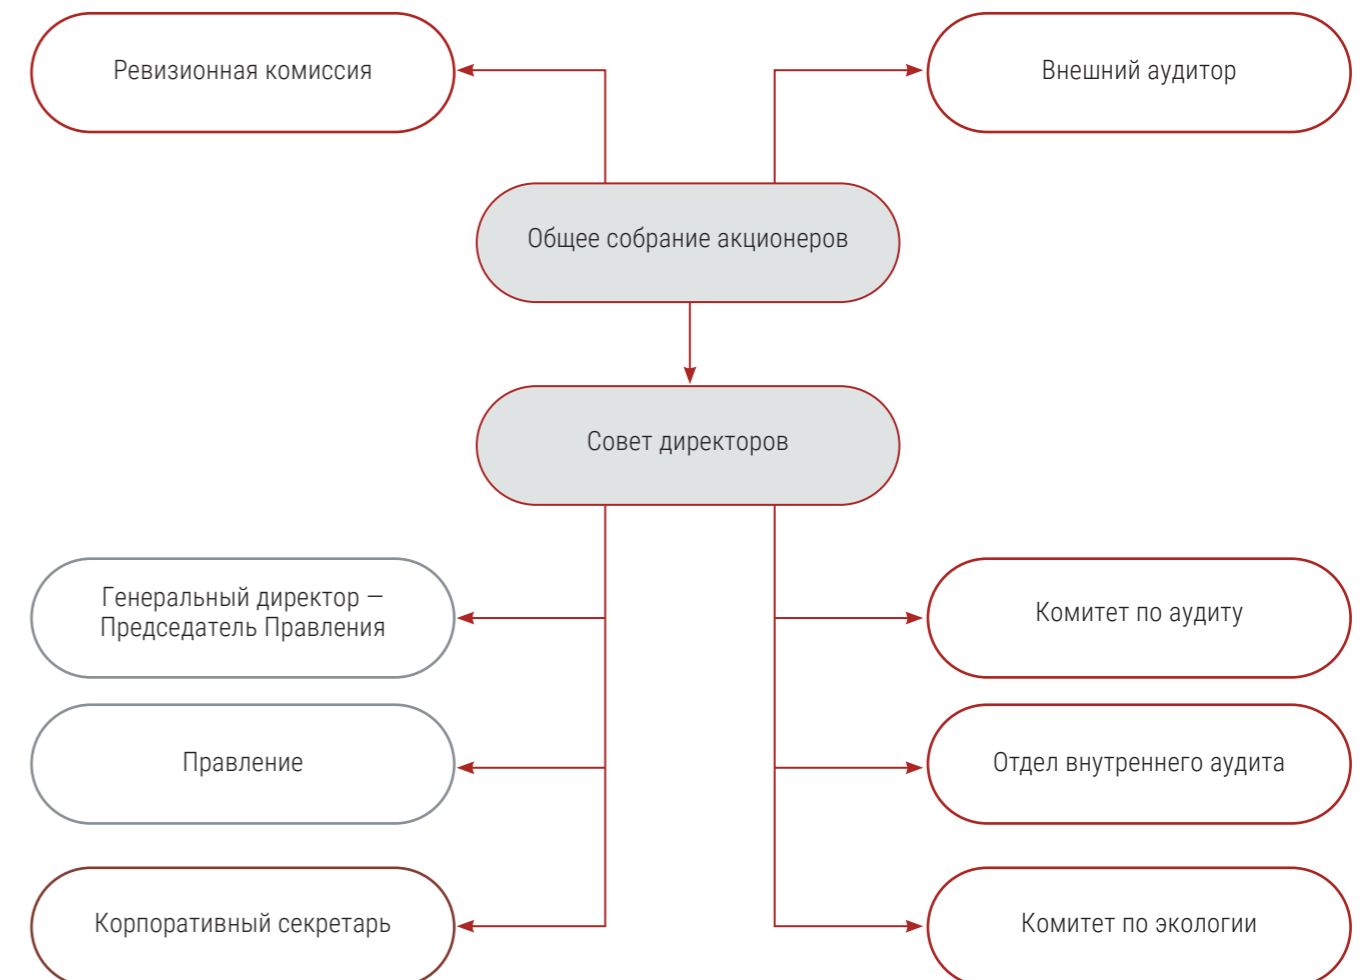 Ревизионная комиссия
Внешний аудитор
Общее собрание акционеров
Совет директоров
Генеральный директор —
Председатель Правления
Комитет по аудиту
Правление
Отдел внутреннего аудита
Корпоративный секретарь
Комитет по экологии